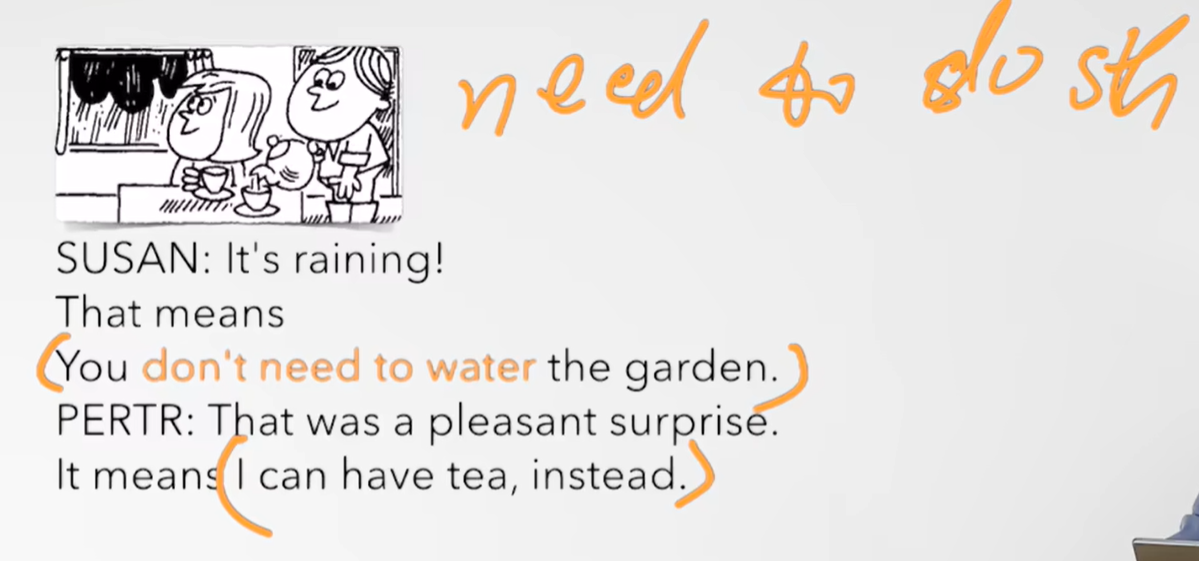 need to do sth
SUSAN: It's raining!
That means
You don't need to water the garden.
PERTR: That was a pleasant surprise.
It means I can have tea, instead.